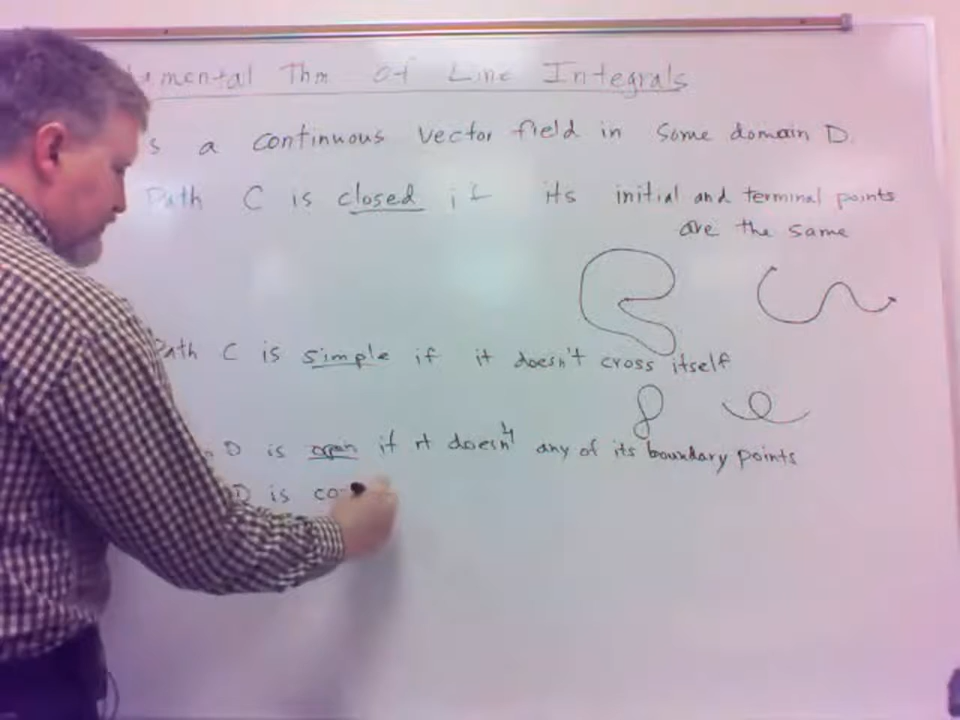 amental Thm of Line Integrals
s a continuous vector field in some domain D.
Path C is closed if its initial and terminal points
are the same
Path C is simple if it doesn't cross itself
D is open if it doesn't any of its boundary points
D is co